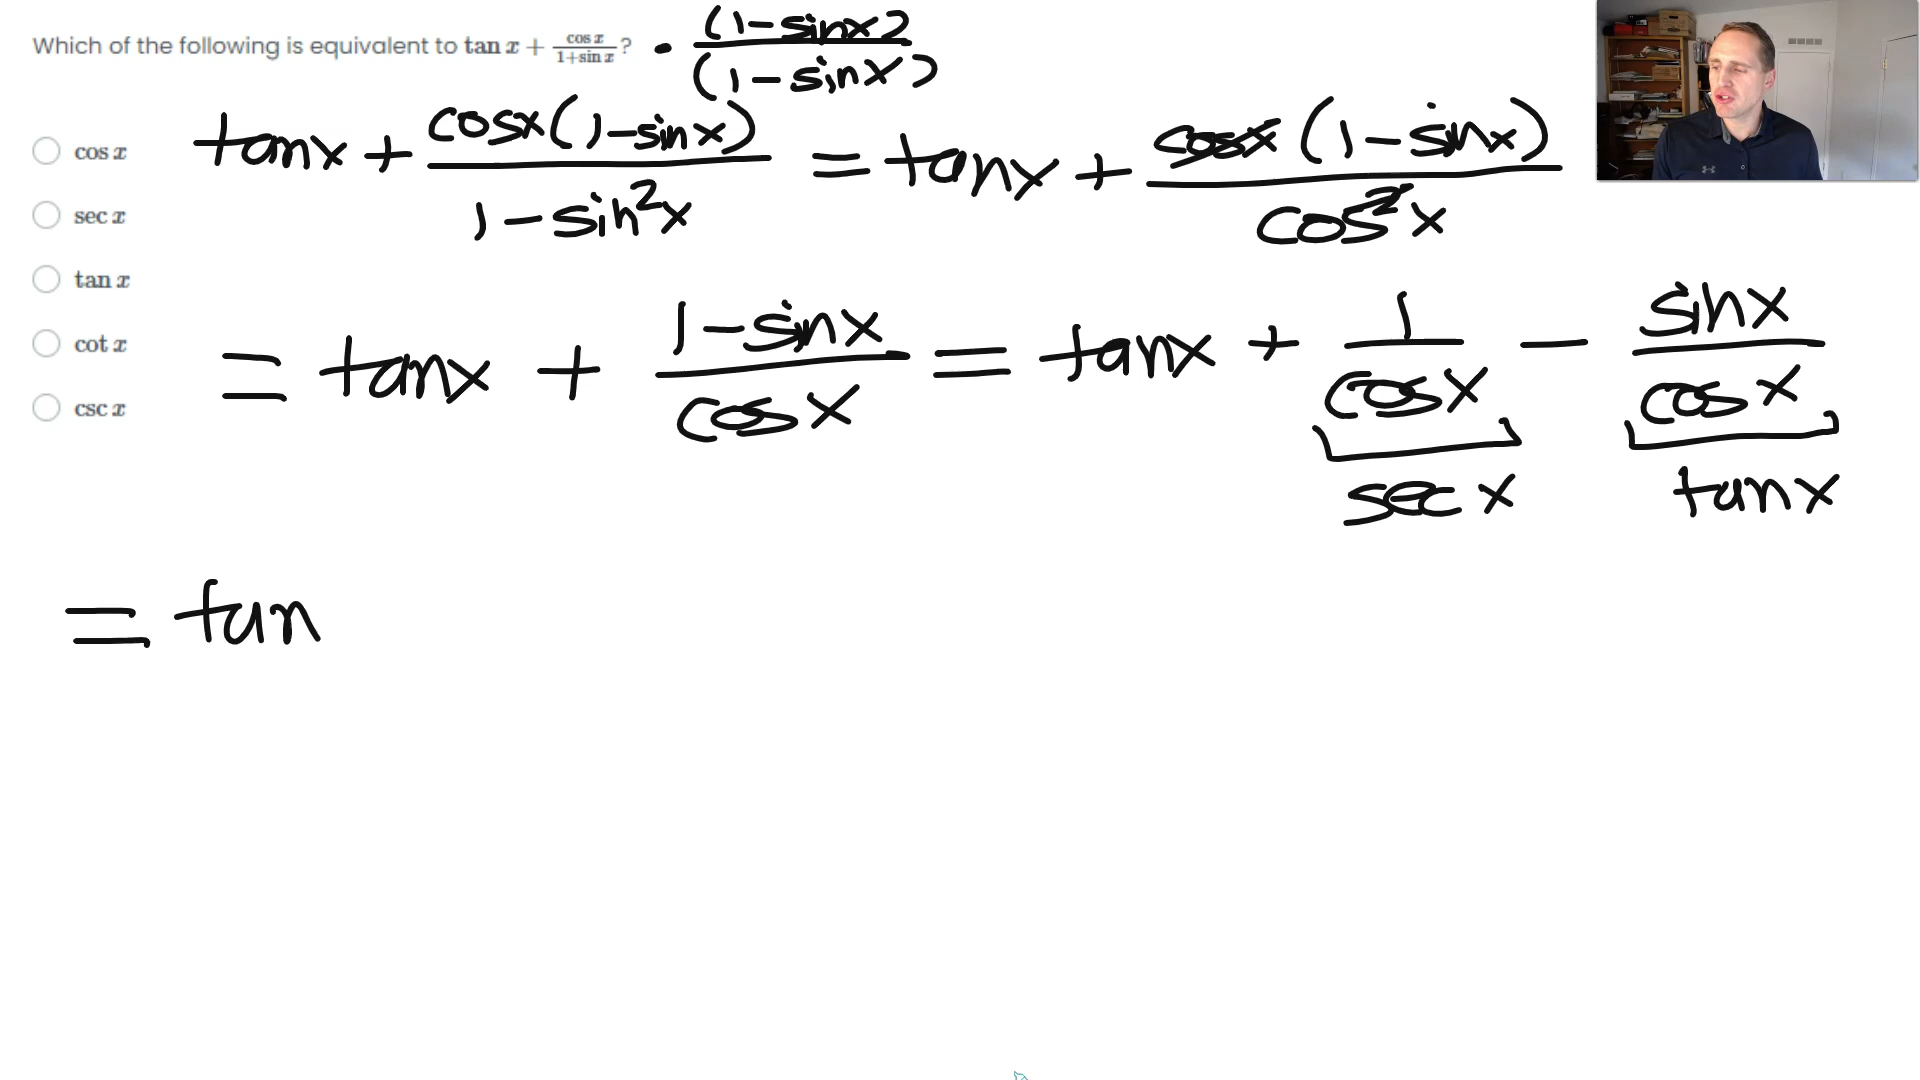 Which of the following is equivalent to tan x + cos x / 1+sin x ? · (1-sinx) / (1-sinx)
tanx + cosx(1-sinx) / 1-sin²x = tanx + cosx(1-sinx) / cos²x
cos x
sec x
tan x
= tanx + 1-sinx / cosx = tanx + 1 / cosx - sinx / cosx
cot x
csc x
secx tanx
= tan